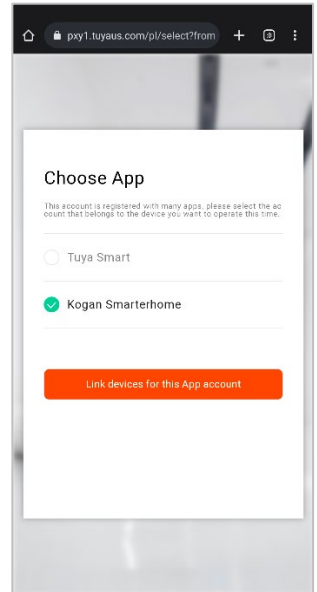 pxy1.tuyaus.com/pl/select?from
Choose App
This account is registered with many apps, please select the ac
count that belongs to the device you want to operate this time.
Tuya Smart
Kogan Smarterhome
Link devices for this App account